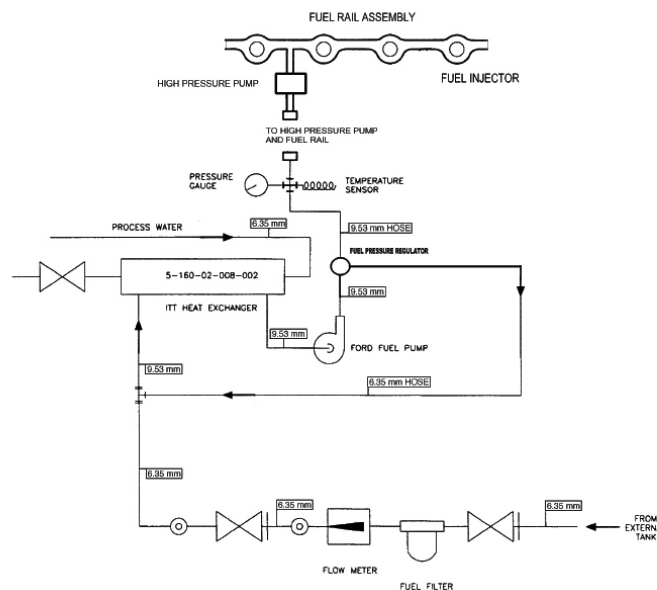 FUEL RAIL ASSEMBLY
FUEL INJECTOR
HIGH PRESSURE PUMP
TO HIGH PRESSURE PUMP
AND FUEL RAIL
PRESSURE
GAUGE
TEMPERATURE
SENSOR
6.35 mm
PROCESS WATER
9.53 mm HOSE
FUEL PRESSURE REGULATOR
5-160-02-008-002
9.53 mm
ITT HEAT EXCHANGER
9.53 mm
FORD FUEL PUMP
9.53 mm
6.35 mm HOSE
6.35 mm
6.35 mm
6.35 mm
FROM
EXTERN
TANK
FLOW METER
FUEL FILTER